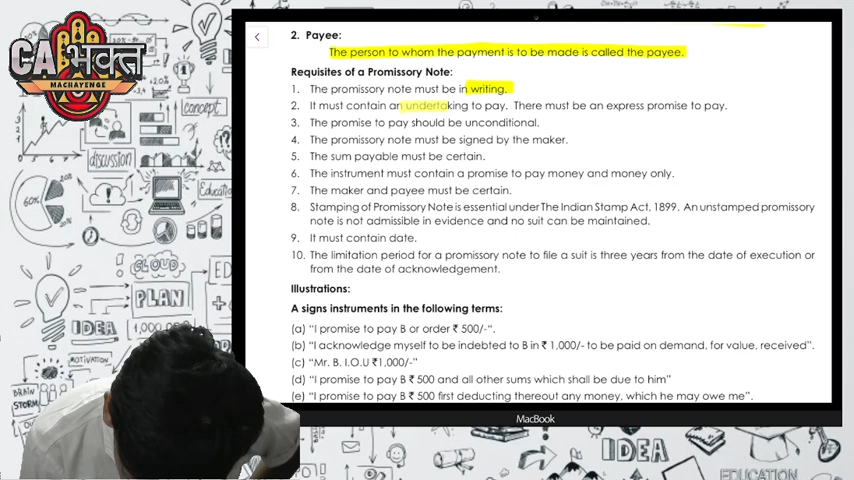 CA भक्त
MACHAYENGE
2. Payee:
The person to whom the payment is to be made is called the payee.
Requisites of a Promissory Note:
1. The promissory note must be in writing.
2. It must contain an undertaking to pay. There must be an express promise to pay.
3. The promise to pay should be unconditional.
4. The promissory note must be signed by the maker.
5. The sum payable must be certain.
6. The instrument must contain a promise to pay money and money only.
7. The maker and payee must be certain.
8. Stamping of Promissory Note is essential under The Indian Stamp Act, 1899. An unstamped promissory
note is not admissible in evidence and no suit can be maintained.
9. It must contain date.
10. The limitation period for a promissory note to file a suit is three years from the date of execution or
from the date of acknowledgement.
Illustrations:
A signs instruments in the following terms:
(a) "I promise to pay B or order ₹ 500/-".
(b) "I acknowledge myself to be indebted to B in ₹ 1,000/- to be paid on demand, for value, received".
(c) "Mr. B. I.O.U ₹1,000/-"
(d) "I promise to pay B ₹ 500 and all other sums which shall be due to him"
(e) "I promise to pay B ₹ 500 first deducting thereout any money, which he may owe me".
MacBook
concept
discussion
60%
20%
Education
CLOUD
PLAN
IDEA
1,000
MOTIVATION
BRAIN
STORM
IDEA
EDUCATION